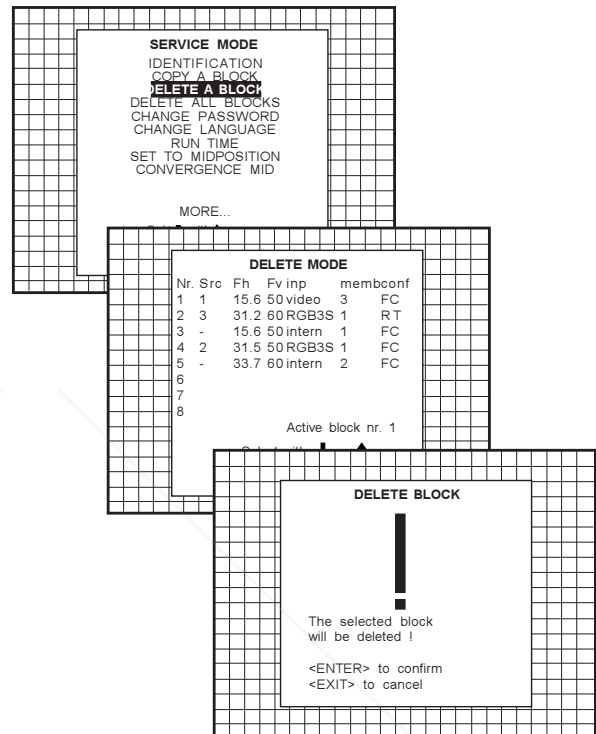 SERVICE MODE
IDENTIFICATION
COPY A BLOCK
DELETE A BLOCK
DELETE ALL BLOCKS
CHANGE PASSWORD
CHANGE LANGUAGE
RUN TIME
SET TO MIDPOSITION
CONVERGENCE MID
MORE...
DELETE MODE
Nr. Src Fh Fv inp membconf
1 1 15.6 50 video 3 FC
2 3 31.2 60 RGB3S 1 R T
3 - 15.6 50 intern 1 FC
4 2 31.5 50 RGB3S 1 FC
5 - 33.7 60 intern 2 FC
6
7
8
Active block nr. 1
DELETE BLOCK
!
The selected block
will be deleted !
<ENTER> to confirm
<EXIT> to cancel